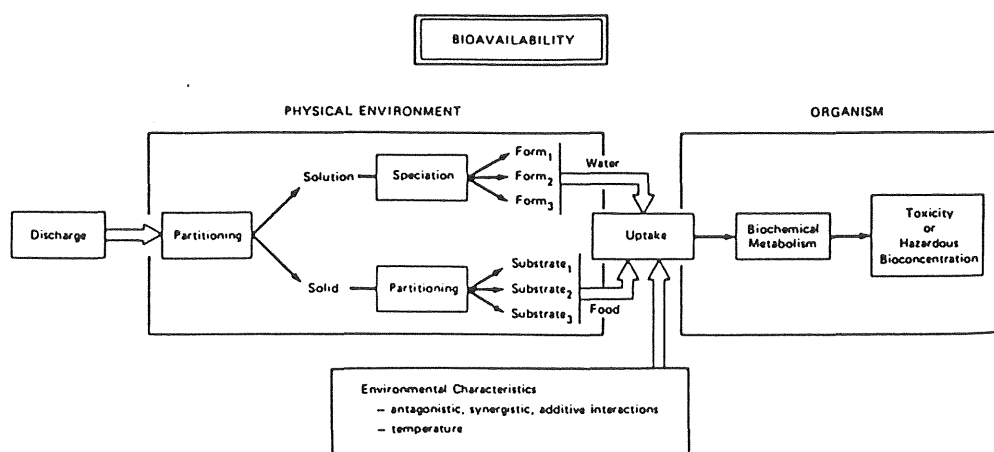 BIOAVAILABILITY
PHYSICAL ENVIRONMENT
ORGANISM
Discharge
Partitioning
Solution
Speciation
Form1
Form2
Form3
Water
Solid
Partitioning
Substrate1
Substrate2
Substrate3
Food
Uptake
Biochemical
Metabolism
Toxicity
or
Hazardous
Bioconcentration
Environmental Characteristics
– antagonistic, synergistic, additive interactions
– temperature